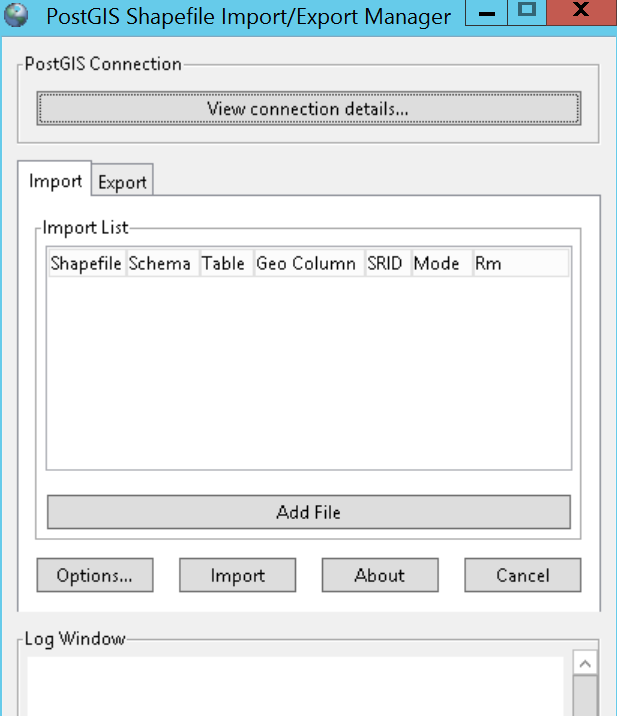 PostGIS Shapefile Import/Export Manager
PostGIS Connection
View connection details...
Import Export
Import List
Shapefile Schema Table Geo Column SRID Mode Rm
Add File
Options... Import About Cancel
Log Window